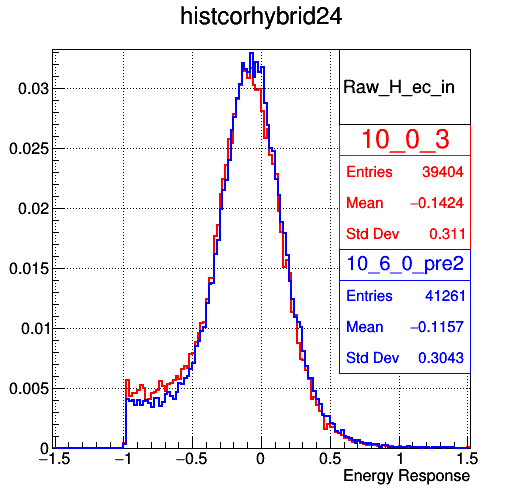 histcorhybrid24
Raw_H_ec_in
10_0_3
Entries 39404
Mean −0.1424
Std Dev 0.311
10_6_0_pre2
Entries 41261
Mean −0.1157
Std Dev 0.3043
0.03
0.025
0.02
0.015
0.01
0.005
0
−1.5 −1 −0.5 0 0.5 1 1.5
Energy Response